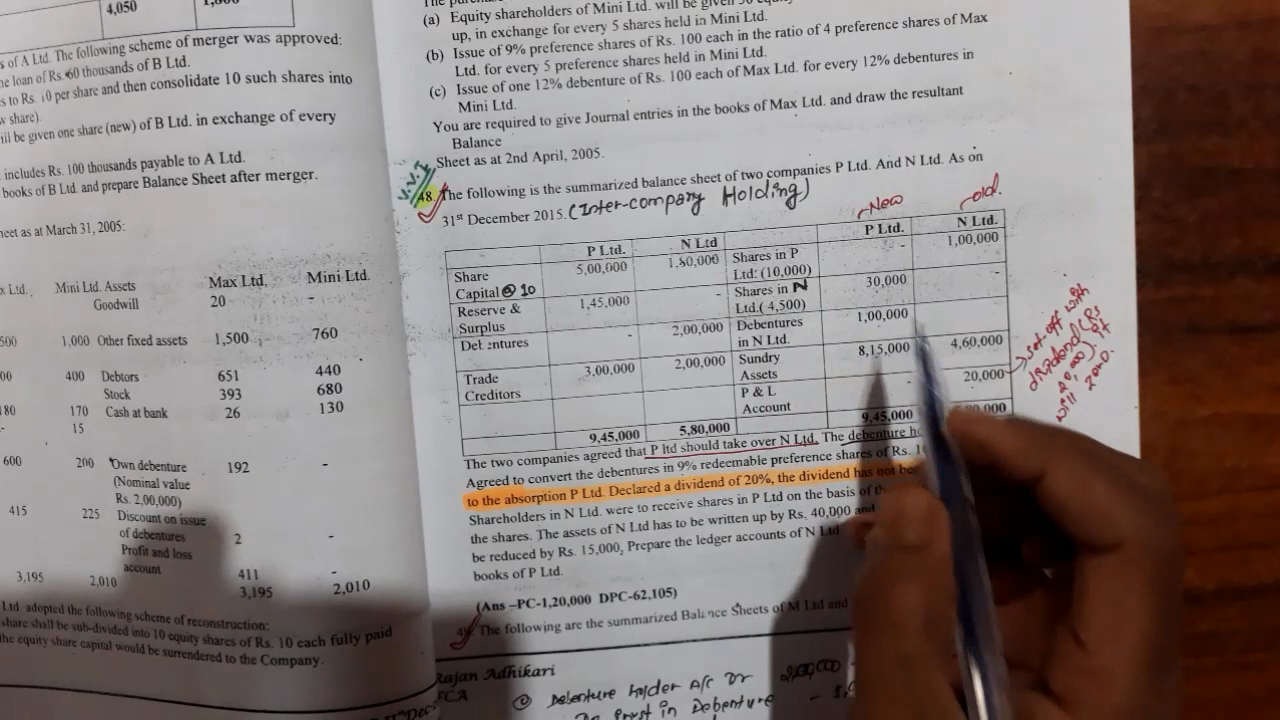 4,050
s of A Ltd. The following scheme of merger was approved:
ne loan of Rs. 60 thousands of B Ltd.
s to Rs. 10 per share and then consolidate 10 such shares into
w share).
ill be given one share (new) of B Ltd. in exchange of every
includes Rs. 100 thousands payable to A Ltd.
books of B Ltd. and prepare Balance Sheet after merger.
heet as at March 31, 2005:
x Ltd. Mini Ltd. Assets Max Ltd. Mini Ltd.
Goodwill 20 -
500 1,000 Other fixed assets 1,500 760
00 400 Debtors 651 440
Stock 393 680
180 170 Cash at bank 26 130
- 15
600 200 Own debenture 192 -
(Nominal value
Rs. 2,00,000)
415 225 Discount on issue
of debentures 2 -
Profit and loss
account 411 -
3,195 2,010 3,195 2,010
Ltd adopted the following scheme of reconstruction:
share shall be sub-divided into 10 equity shares of Rs. 10 each fully paid
the equity share capital would be surrendered to the Company.
(a) Equity shareholders of Mini Ltd. will be given
up, in exchange for every 5 shares held in Mini Ltd.
(b) Issue of 9% preference shares of Rs. 100 each in the ratio of 4 preference shares of Max
Ltd. for every 5 preference shares held in Mini Ltd.
(c) Issue of one 12% debenture of Rs. 100 each of Max Ltd. for every 12% debentures in
Mini Ltd.
You are required to give Journal entries in the books of Max Ltd. and draw the resultant
Balance
Sheet as at 2nd April, 2005.
V.V.I
48. The following is the summarized balance sheet of two companies P Ltd. And N Ltd. As on
31st December 2015. (Inter-company Holding)
New old.
P Ltd. N Ltd P Ltd. N Ltd.
Share Capital @ 10 5,00,000 1,80,000 Shares in P Ltd. (10,000) - 1,00,000
Reserve & Surplus 1,45,000 - Shares in N Ltd.( 4,500) 30,000 -
Debentures - 2,00,000 Debentures in N Ltd. 1,00,000
Trade Creditors 3,00,000 2,00,000 Sundry Assets 8,15,000 4,60,000
P & L Account - 20,000
9,45,000 5,80,000 9,45,000
set off with
dividend (Rs
20,000). It
will zero.
The two companies agreed that P ltd should take over N Ltd. The debenture
Agreed to convert the debentures in 9% redeemable preference shares of Rs.
to the absorption P Ltd. Declared a dividend of 20%, the dividend has not
Shareholders in N Ltd. were to receive shares in P Ltd on the basis of
the shares. The assets of N Ltd has to be written up by Rs. 40,000 and
be reduced by Rs. 15,000, Prepare the ledger accounts of N Ltd
books of P Ltd.
(Ans –PC-1,20,000 DPC-62,105)
49. The following are the summarized Balance Sheets of M Ltd and
Rajan Adhikari
FCA
Debenture holder A/c Dr
in Debenture